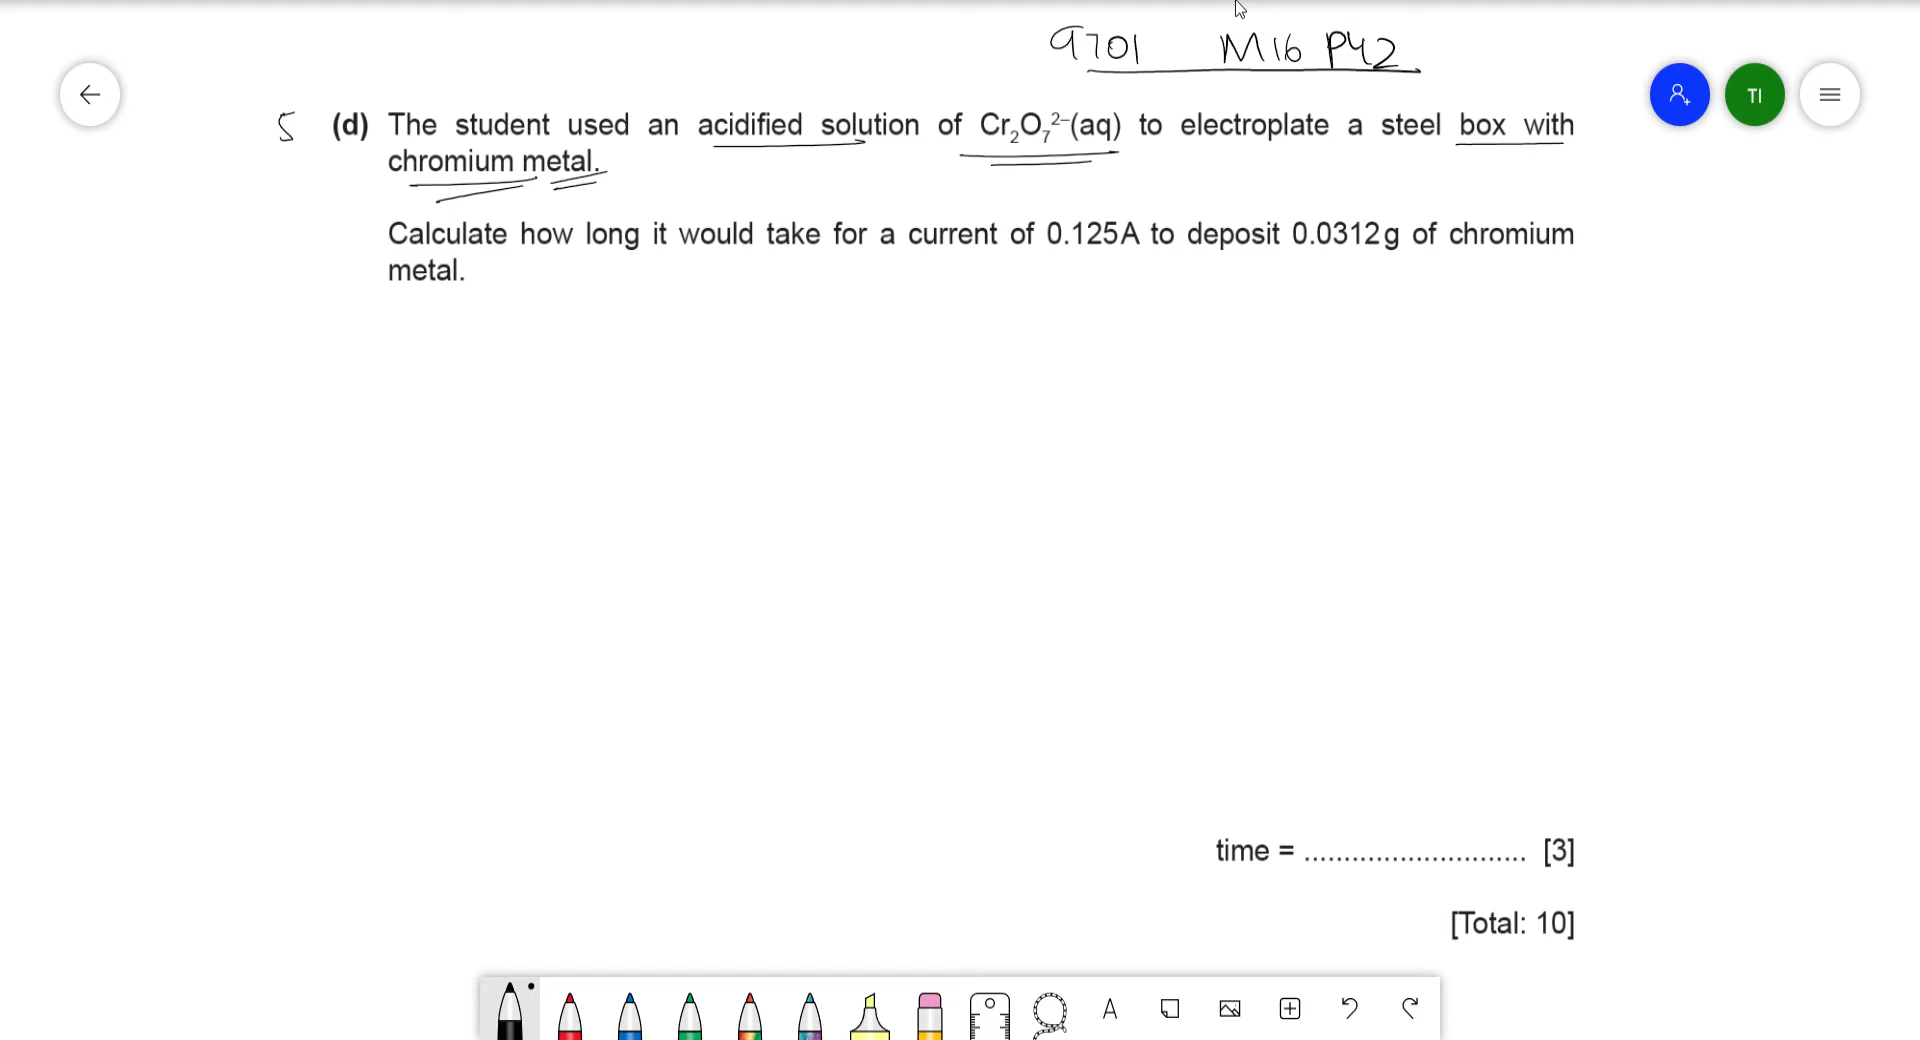 9701 M16 P42
5 (d) The student used an acidified solution of Cr₂O₇²⁻(aq) to electroplate a steel box with
chromium metal.
Calculate how long it would take for a current of 0.125A to deposit 0.0312g of chromium
metal.
time = ............................ [3]
[Total: 10]
TI
A